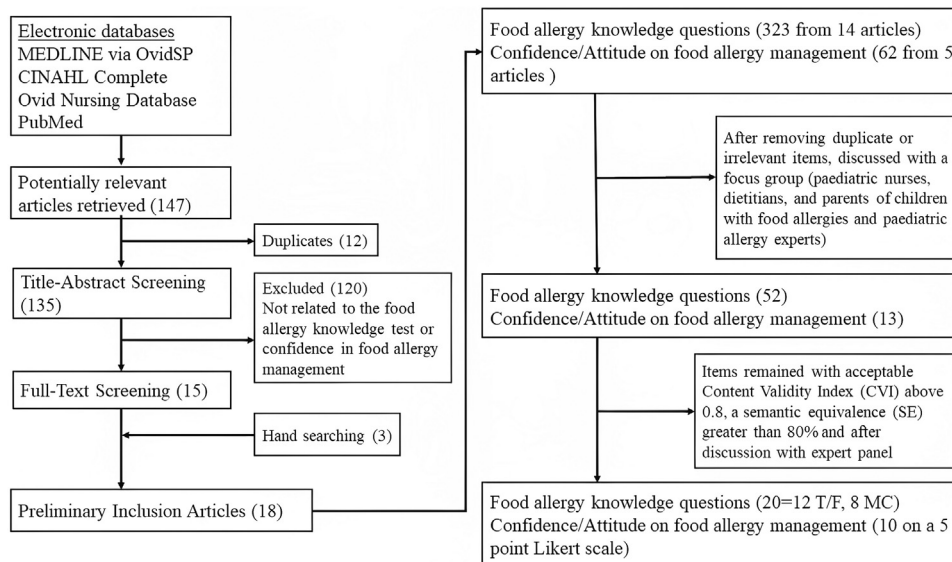 Electronic databases
MEDLINE via OvidSP
CINAHL Complete
Ovid Nursing Database
PubMed
Potentially relevant
articles retrieved (147)
Duplicates (12)
Title-Abstract Screening
(135)
Excluded (120)
Not related to the food
allergy knowledge test or
confidence in food allergy
management
Full-Text Screening (15)
Hand searching (3)
Preliminary Inclusion Articles (18)
Food allergy knowledge questions (323 from 14 articles)
Confidence/Attitude on food allergy management (62 from 5
articles )
After removing duplicate or
irrelevant items, discussed with a
focus group (paediatric nurses,
dietitians, and parents of children
with food allergies and paediatric
allergy experts)
Food allergy knowledge questions (52)
Confidence/Attitude on food allergy management (13)
Items remained with acceptable
Content Validity Index (CVI) above
0.8, a semantic equivalence (SE)
greater than 80% and after
discussion with expert panel
Food allergy knowledge questions (20=12 T/F, 8 MC)
Confidence/Attitude on food allergy management (10 on a 5
point Likert scale)